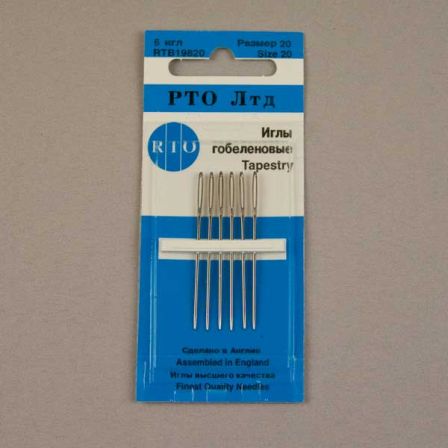 6 игл Размер 20
RTB19820 Size 20
РТО Лтд
RTO
Иглы
гобеленовые
Tapestry
Сделано в Англии
Assembled in England
Иглы высшего качества
Finest Quality Needles